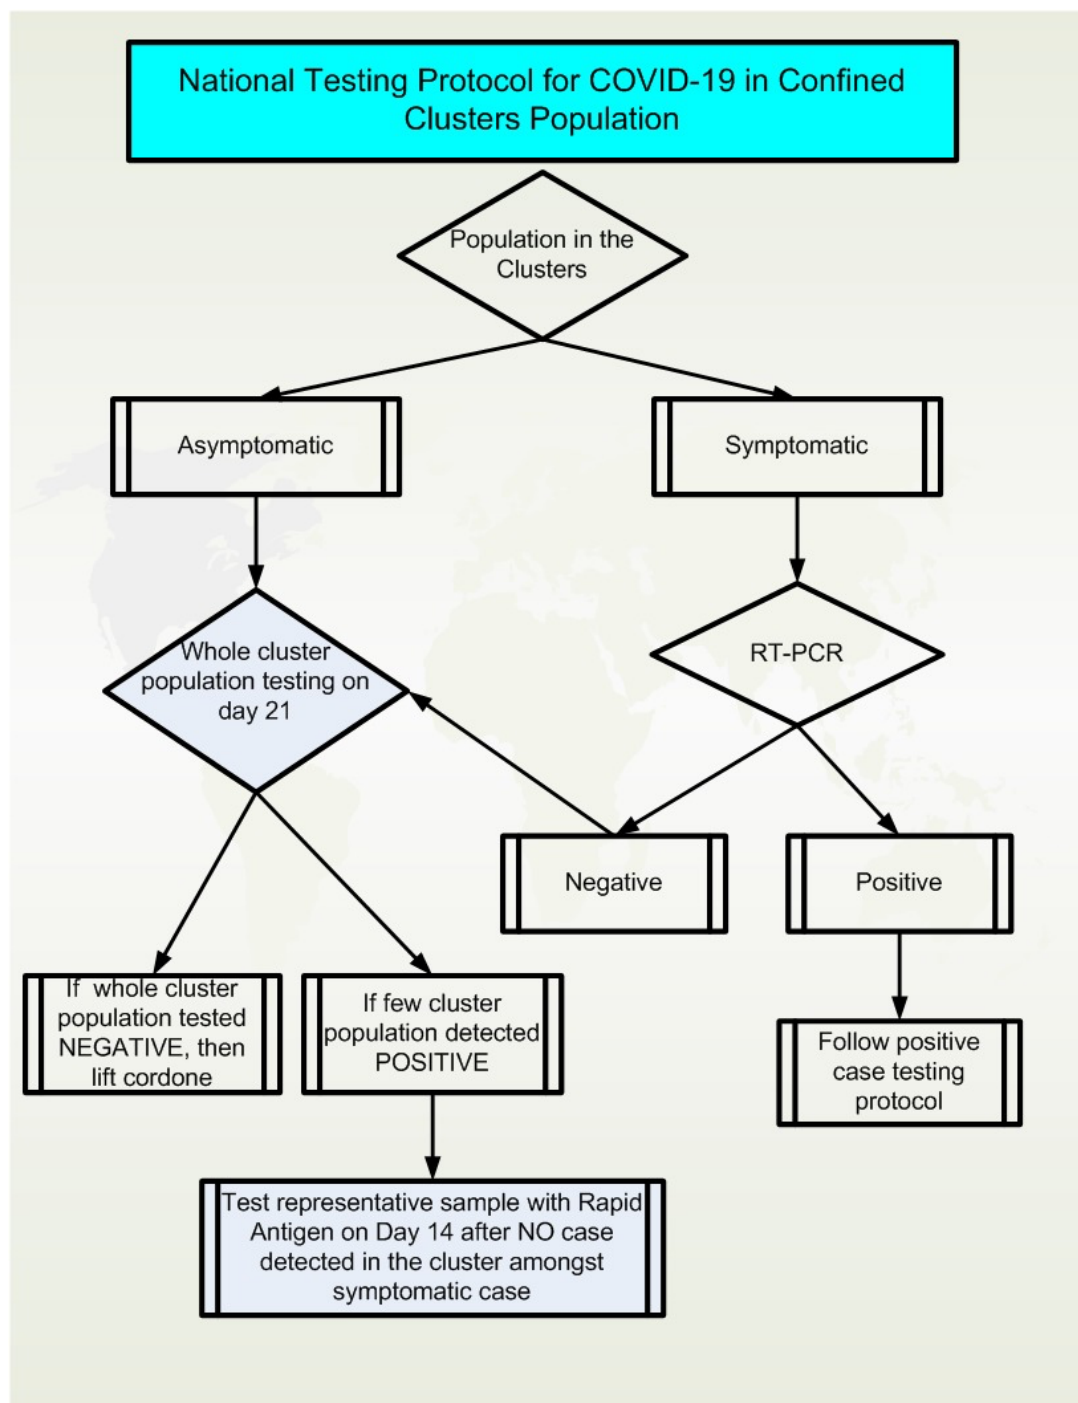 National Testing Protocol for COVID-19 in Confined
Clusters Population
Population in the
Clusters
Asymptomatic
Symptomatic
Whole cluster
population testing on
day 21
RT-PCR
Negative
Positive
If whole cluster
population tested
NEGATIVE, then
lift cordone
If few cluster
population detected
POSITIVE
Follow positive
case testing
protocol
Test representative sample with Rapid
Antigen on Day 14 after NO case
detected in the cluster amongst
symptomatic case